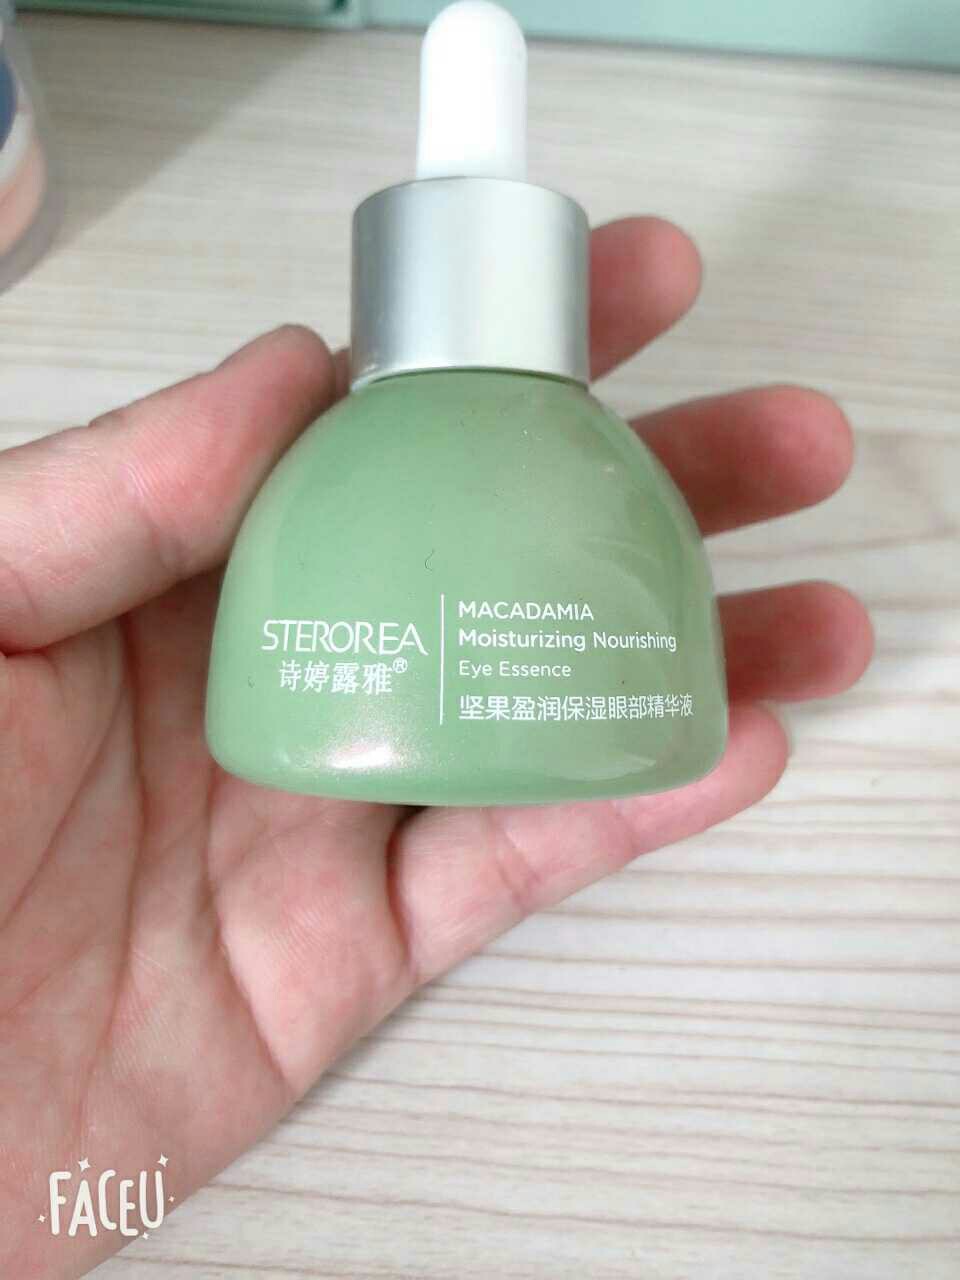 STEROREA
诗婷露雅®
MACADAMIA
Moisturizing Nourishing
Eye Essence
坚果盈润保湿眼部精华液
FACEU